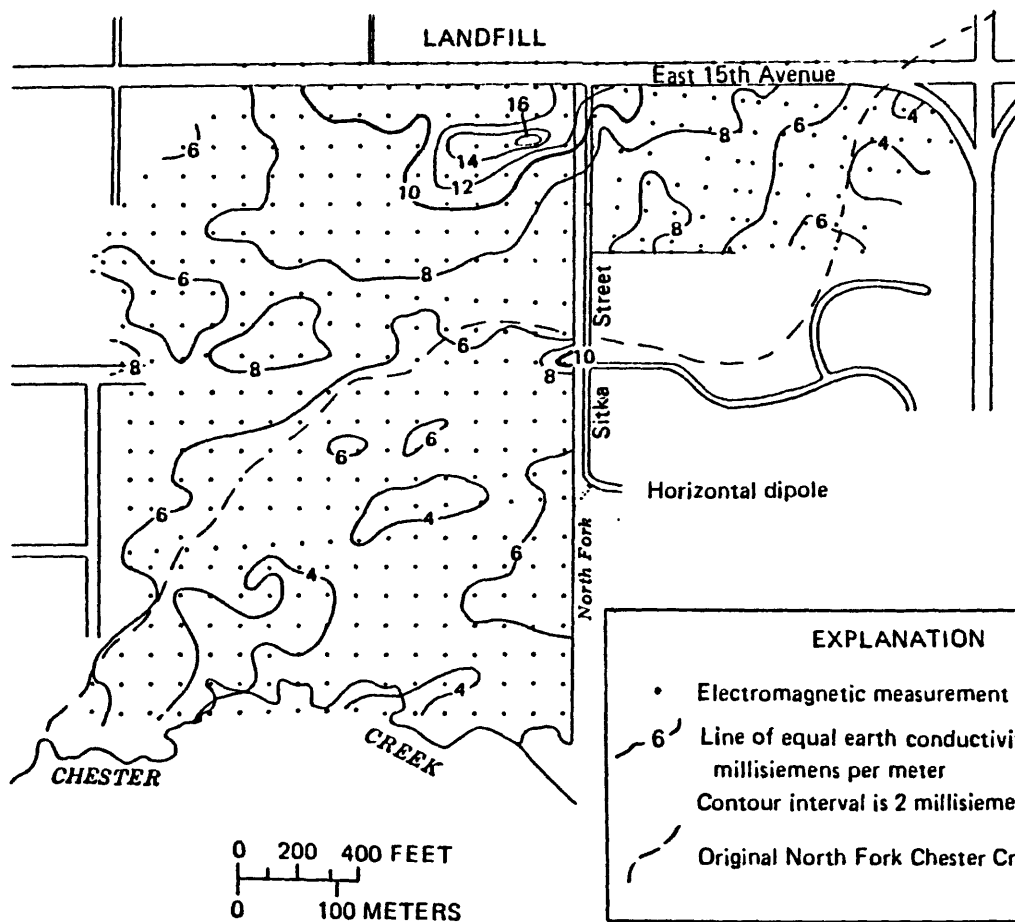 LANDFILL
East 15th Avenue
16
4
6
8
6
14
4
12
10
6
8
8
6
Street
6
10
8
8
8
Sitka
6
6
Horizontal dipole
4
6
6
North Fork
4
4
EXPLANATION
Electromagnetic measurement
6 Line of equal earth conductivi
millisiemens per meter
Contour interval is 2 millisieme
Original North Fork Chester Cr
CHESTER
CREEK
0 200 400 FEET
0 100 METERS